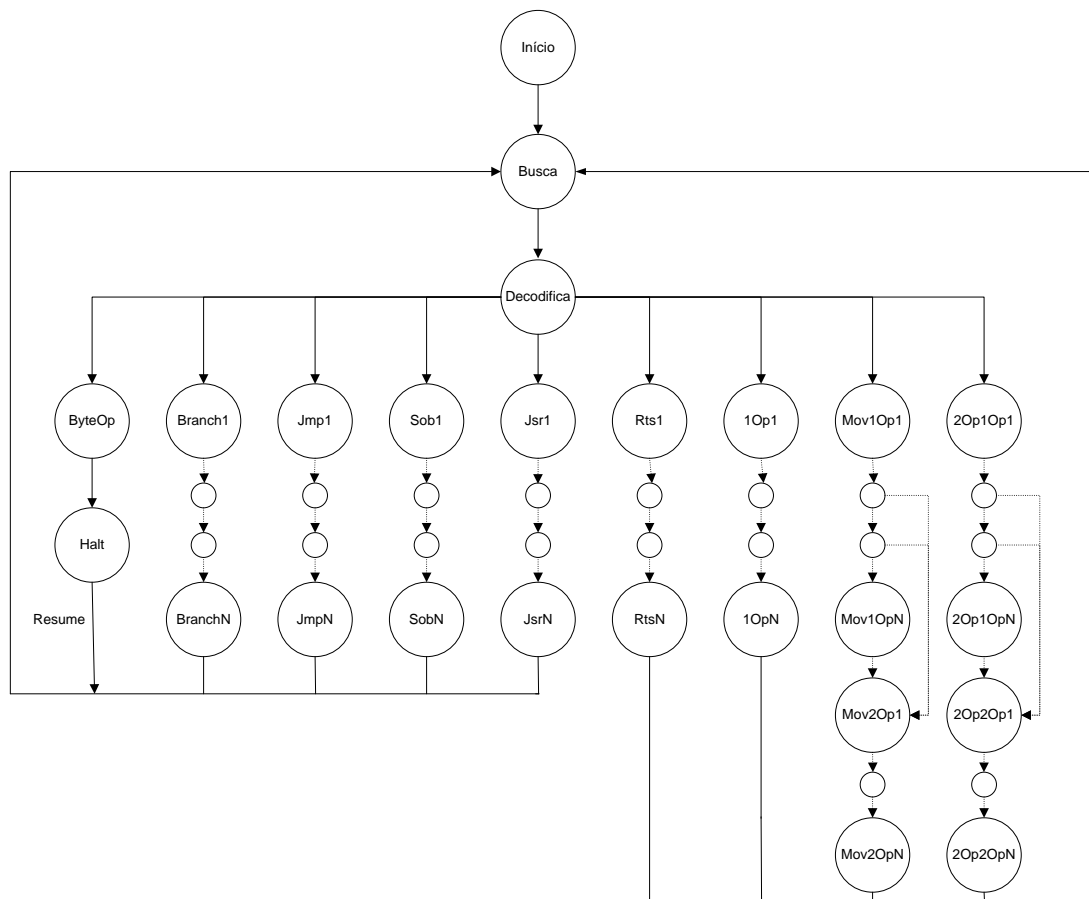 Início
Busca
Decodifica
ByteOp
Branch1
Jmp1
Sob1
Jsr1
Rts1
1Op1
Mov1Op1
2Op1Op1
Halt
Resume
BranchN
JmpN
SobN
JsrN
RtsN
1OpN
Mov1OpN
2Op1OpN
Mov2Op1
2Op2Op1
Mov2OpN
2Op2OpN